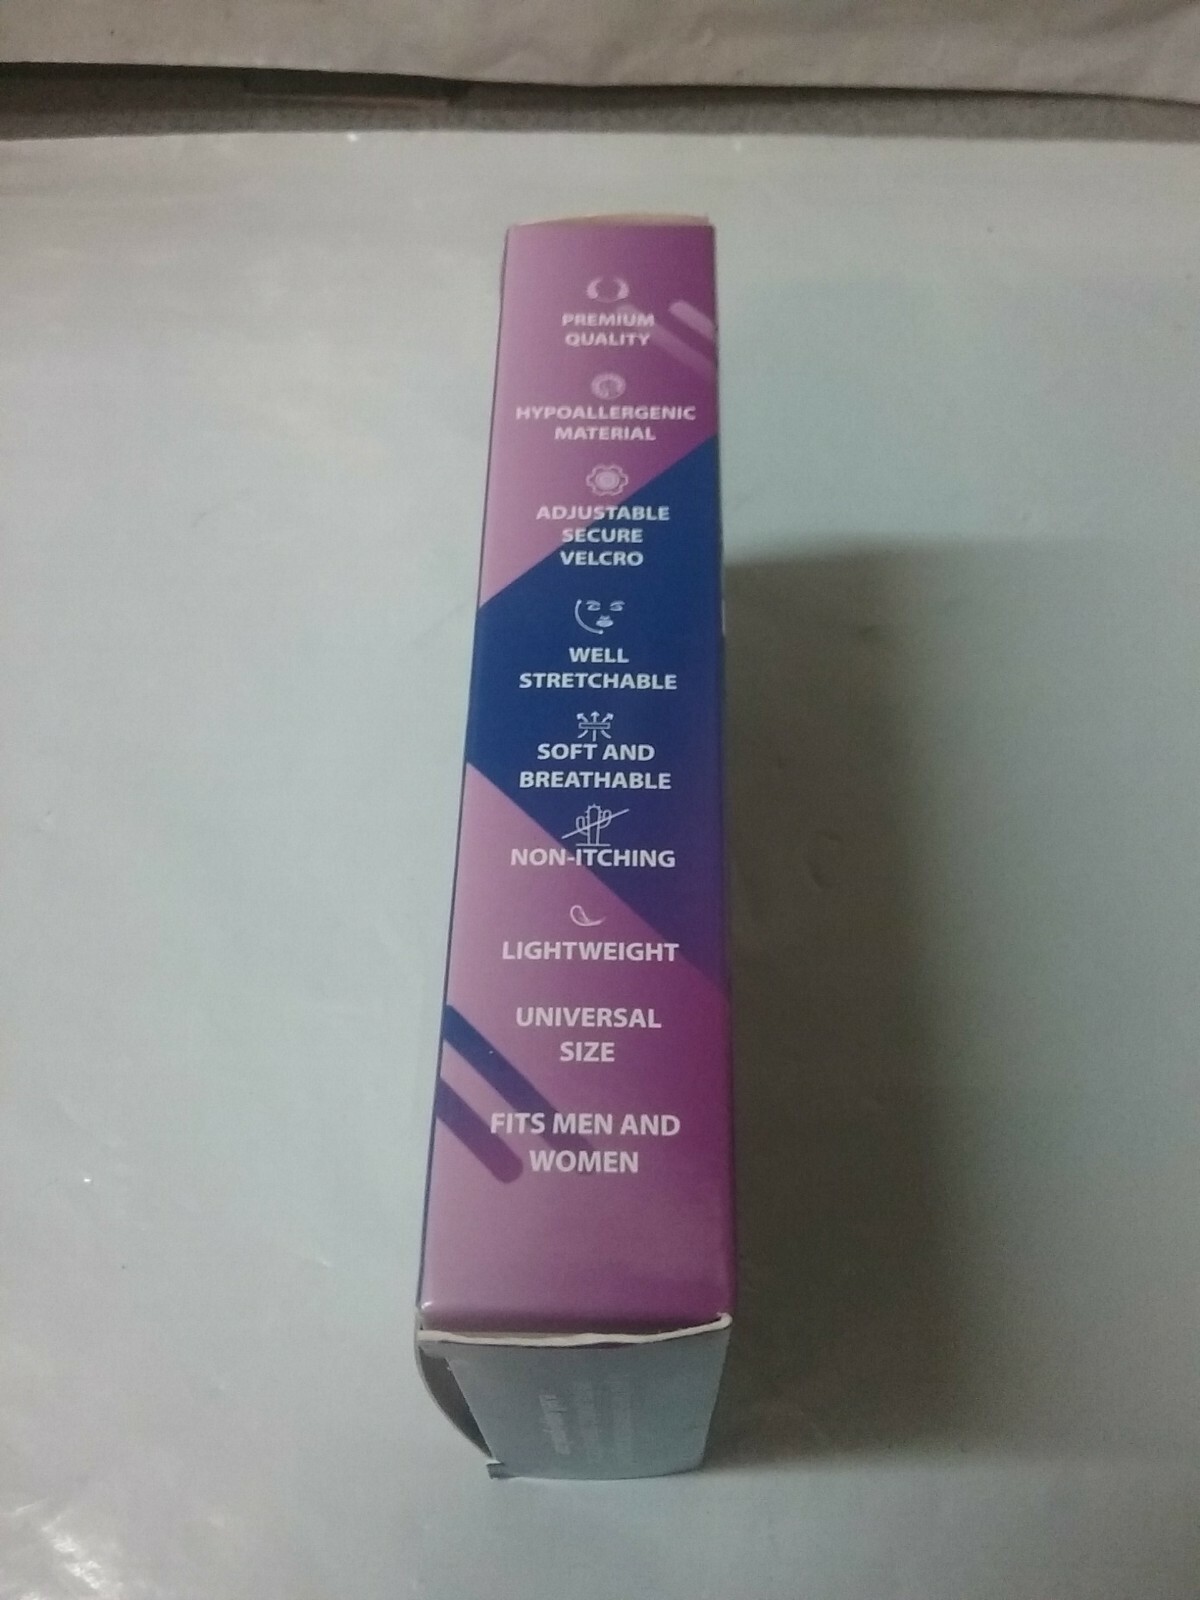 PREMIUM
QUALITY
HYPOALLERGENIC
MATERIAL
ADJUSTABLE
SECURE
VELCRO
WELL
STRETCHABLE
SOFT AND
BREATHABLE
NON-ITCHING
LIGHTWEIGHT
UNIVERSAL
SIZE
FITS MEN AND
WOMEN